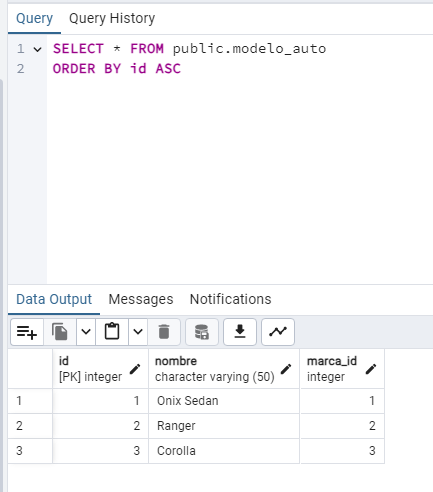 Query Query History
1 SELECT * FROM public.modelo_auto
2 ORDER BY id ASC
Data Output Messages Notifications
id nombre marca_id
[PK] integer character varying (50) integer
1 1 Onix Sedan 1
2 2 Ranger 2
3 3 Corolla 3